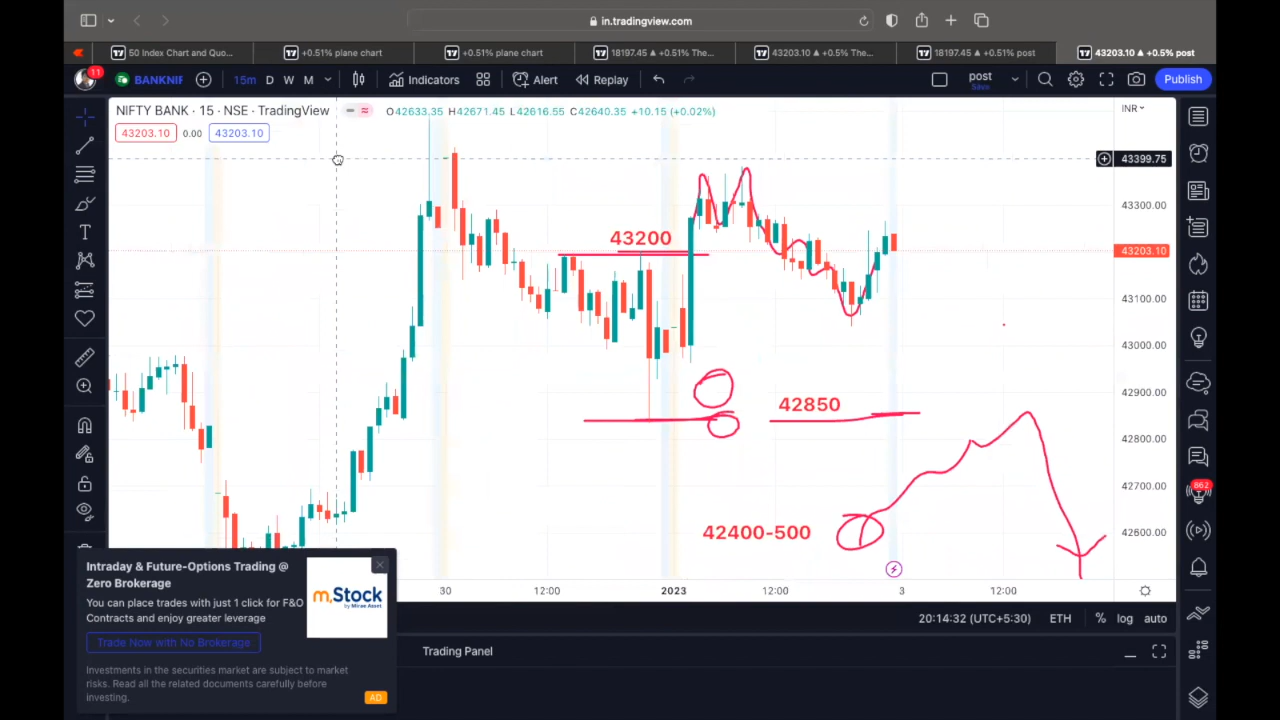 in.tradingview.com
50 Index Chart and Quo...
+0.51% plane chart
+0.51% plane chart
18197.45 ▲ +0.51% The...
43203.10 ▲ +0.5% The...
18197.45 ▲ +0.51% post
43203.10 ▲ +0.5% post
11
BANKNIF
15m
D
W
M
Indicators
Alert
Replay
post
Save
Publish
NIFTY BANK · 15 · NSE · TradingView
O42633.35 H42671.45 L42616.55 C42640.35 +10.15 (+0.02%)
INR
43203.10 0.00 43203.10
43399.75
43300.00
43200
43203.10
43100.00
43000.00
42900.00
42850
42800.00
42700.00
42400-500
42600.00
862
30
12:00
2023
12:00
3
12:00
20:14:32 (UTC+5:30)
ETH
%
log
auto
Trading Panel
Intraday & Future-Options Trading @
Zero Brokerage
You can place trades with just 1 click for F&O
Contracts and enjoy greater leverage
m.Stock
by Mirae Asset
Trade Now with No Brokerage
Investments in the securities market are subject to market
risks. Read all the related documents carefully before
investing.
AD